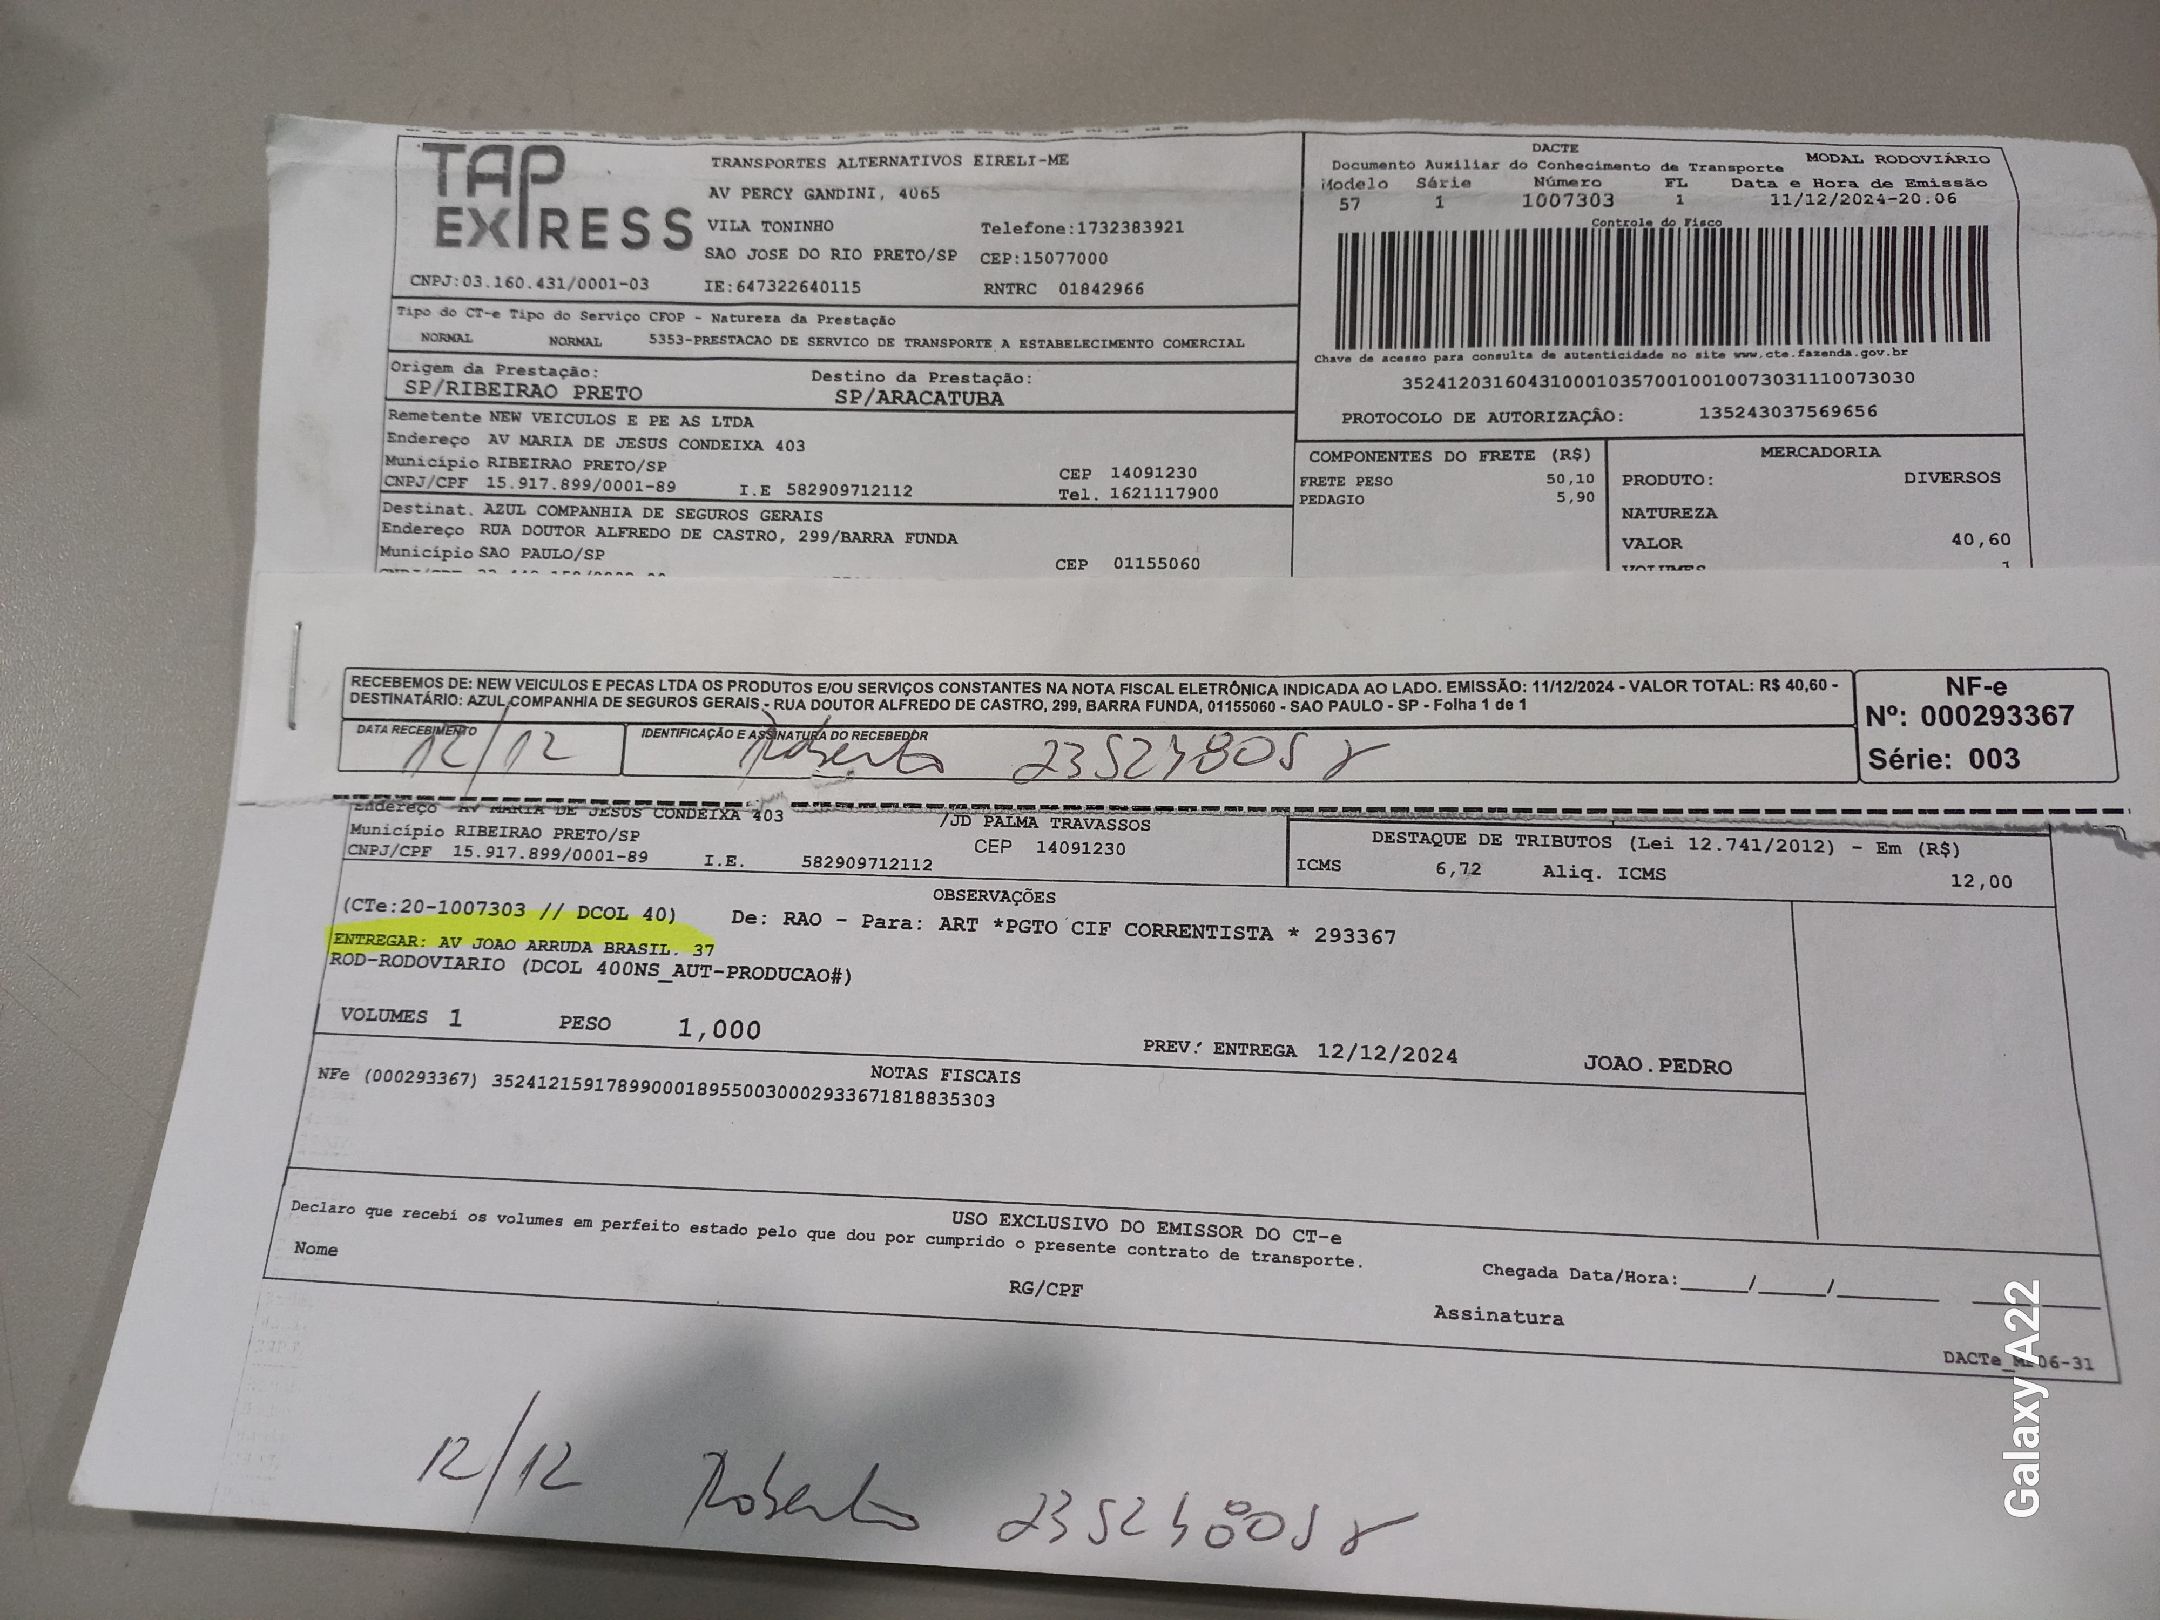 TAP EXPRESS
TRANSPORTES ALTERNATIVOS EIRELI-ME
AV PERCY GANDINI, 4065
VILA TONINHO Telefone:1732383921
SAO JOSE DO RIO PRETO/SP CEP:15077000
CNPJ:03.160.431/0001-03 IE:647322640115 RNTRC 01842966
DACTE
Documento Auxiliar do Conhecimento de Transporte MODAL RODOVIÁRIO
Modelo Série Número FL Data e Hora de Emissão
57 1 1007303 1 11/12/2024-20.06
Controle do Fisco
Chave de acesso para consulta de autenticidade no site www.cte.fazenda.gov.br
35241203160431000103570010010073031110073030
PROTOCOLO DE AUTORIZAÇÂO: 135243037569656
Tipo do CT-e Tipo do Serviço CFOP - Natureza da Prestação
NORMAL NORMAL 5353-PRESTACAO DE SERVICO DE TRANSPORTE A ESTABELECIMENTO COMERCIAL
Origem da Prestação: Destino da Prestação:
SP/RIBEIRAO PRETO SP/ARACATUBA
Remetente NEW VEICULOS E PE AS LTDA
Endereço AV MARIA DE JESUS CONDEIXA 403
Município RIBEIRAO PRETO/SP CEP 14091230
CNPJ/CPF 15.917.899/0001-89 I.E 582909712112 Tel. 1621117900
Destinat. AZUL COMPANHIA DE SEGUROS GERAIS
Endereço RUA DOUTOR ALFREDO DE CASTRO, 299/BARRA FUNDA
Município SAO PAULO/SP CEP 01155060
COMPONENTES DO FRETE (R$)
FRETE PESO 50,10
PEDAGIO 5,90
MERCADORIA
PRODUTO: DIVERSOS
NATUREZA
VALOR 40,60
VOLUMES 1
RECEBEMOS DE: NEW VEICULOS E PECAS LTDA OS PRODUTOS E/OU SERVIÇOS CONSTANTES NA NOTA FISCAL ELETRÔNICA INDICADA AO LADO. EMISSÃO: 11/12/2024 - VALOR TOTAL: R$ 40,60 -
DESTINATÁRIO: AZUL COMPANHIA DE SEGUROS GERAIS - RUA DOUTOR ALFREDO DE CASTRO, 299, BARRA FUNDA, 01155060 - SAO PAULO - SP - Folha 1 de 1
NF-e
Nº: 000293367
Série: 003
DATA RECEBIMENTO IDENTIFICAÇÃO E ASSINATURA DO RECEBEDOR
12/12 Roberto
Endereço AV MARIA DE JESUS CONDEIXA 403 /JD PALMA TRAVASSOS
Município RIBEIRAO PRETO/SP CEP 14091230
CNPJ/CPF 15.917.899/0001-89 I.E. 582909712112
DESTAQUE DE TRIBUTOS (Lei 12.741/2012) - Em (R$)
ICMS 6,72 Aliq. ICMS 12,00
OBSERVAÇÕES
(CTe:20-1007303 // DCOL 40) De: RAO - Para: ART *PGTO CIF CORRENTISTA * 293367
ENTREGAR: AV JOAO ARRUDA BRASIL. 37
ROD-RODOVIARIO (DCOL 400NS_AUT-PRODUCAO#)
VOLUMES 1 PESO 1,000
PREV. ENTREGA 12/12/2024 JOAO.PEDRO
NOTAS FISCAIS
NFe (000293367) 35241215917899000189550030002933671818835303
USO EXCLUSIVO DO EMISSOR DO CT-e
Declaro que recebi os volumes em perfeito estado pelo que dou por cumprido o presente contrato de transporte.
Nome RG/CPF Assinatura Chegada Data/Hora:_____/_____/________
12/12 Roberto
Galaxy A22